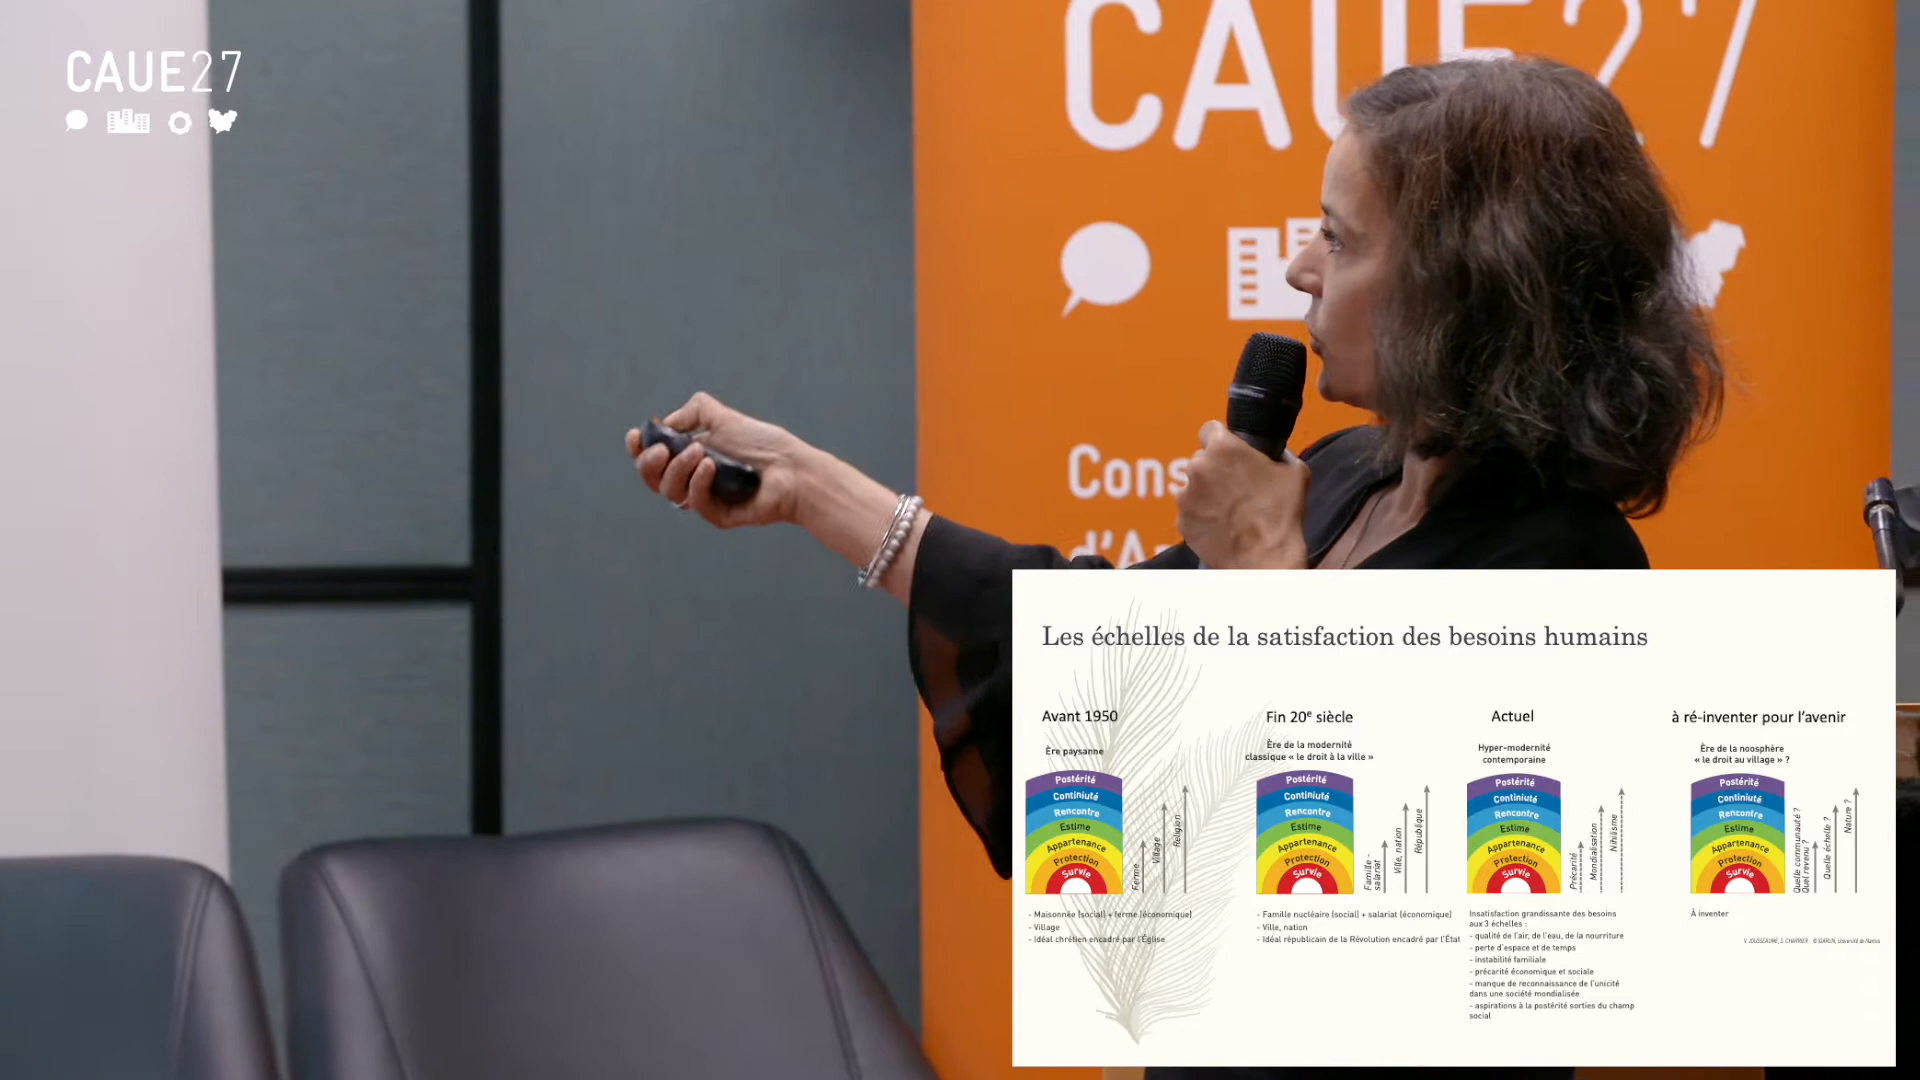 CAUE27
CAUE27
Cons
d'A
Les échelles de la satisfaction des besoins humains
Avant 1950
Ère paysanne
Postérité
Continiuté
Rencontre
Estime
Appartenance
Protection
Survie
Ferme
Village
Religion
- Maisonnée (social) + ferme (économique)
- Village
- Idéal chrétien encadré par l'Église
Fin 20e siècle
Ère de la modernité
classique « le droit à la ville »
Postérité
Continiuté
Rencontre
Estime
Appartenance
Protection
Survie
Famille -
salariat
Ville, nation
République
- Famille nucléaire (social) + salariat (économique)
- Ville, nation
- Idéal républicain de la Révolution encadré par l'État
Actuel
Hyper-modernité
contemporaine
Postérité
Continiuté
Rencontre
Estime
Appartenance
Protection
Survie
Précarité
Mondialisation
Nihilisme
Insatisfaction grandissante des besoins
aux 3 échelles :
- qualité de l'air, de l'eau, de la nourriture
- perte d'espace et de temps
- instabilité familiale
- précarité économique et sociale
- manque de reconnaissance de l'unicité
dans une société mondialisée
- aspirations à la postérité sorties du champ
social
à ré-inventer pour l'avenir
Ère de la noosphère
« le droit au village » ?
Postérité
Continiuté
Rencontre
Estime
Appartenance
Protection
Survie
Quelle communauté ?
Quel revenu ?
Quelle échelle ?
Nature ?
À inventer
V. JOUSSEAUME, S. CHARRIER © IGARUN, Université de Nantes